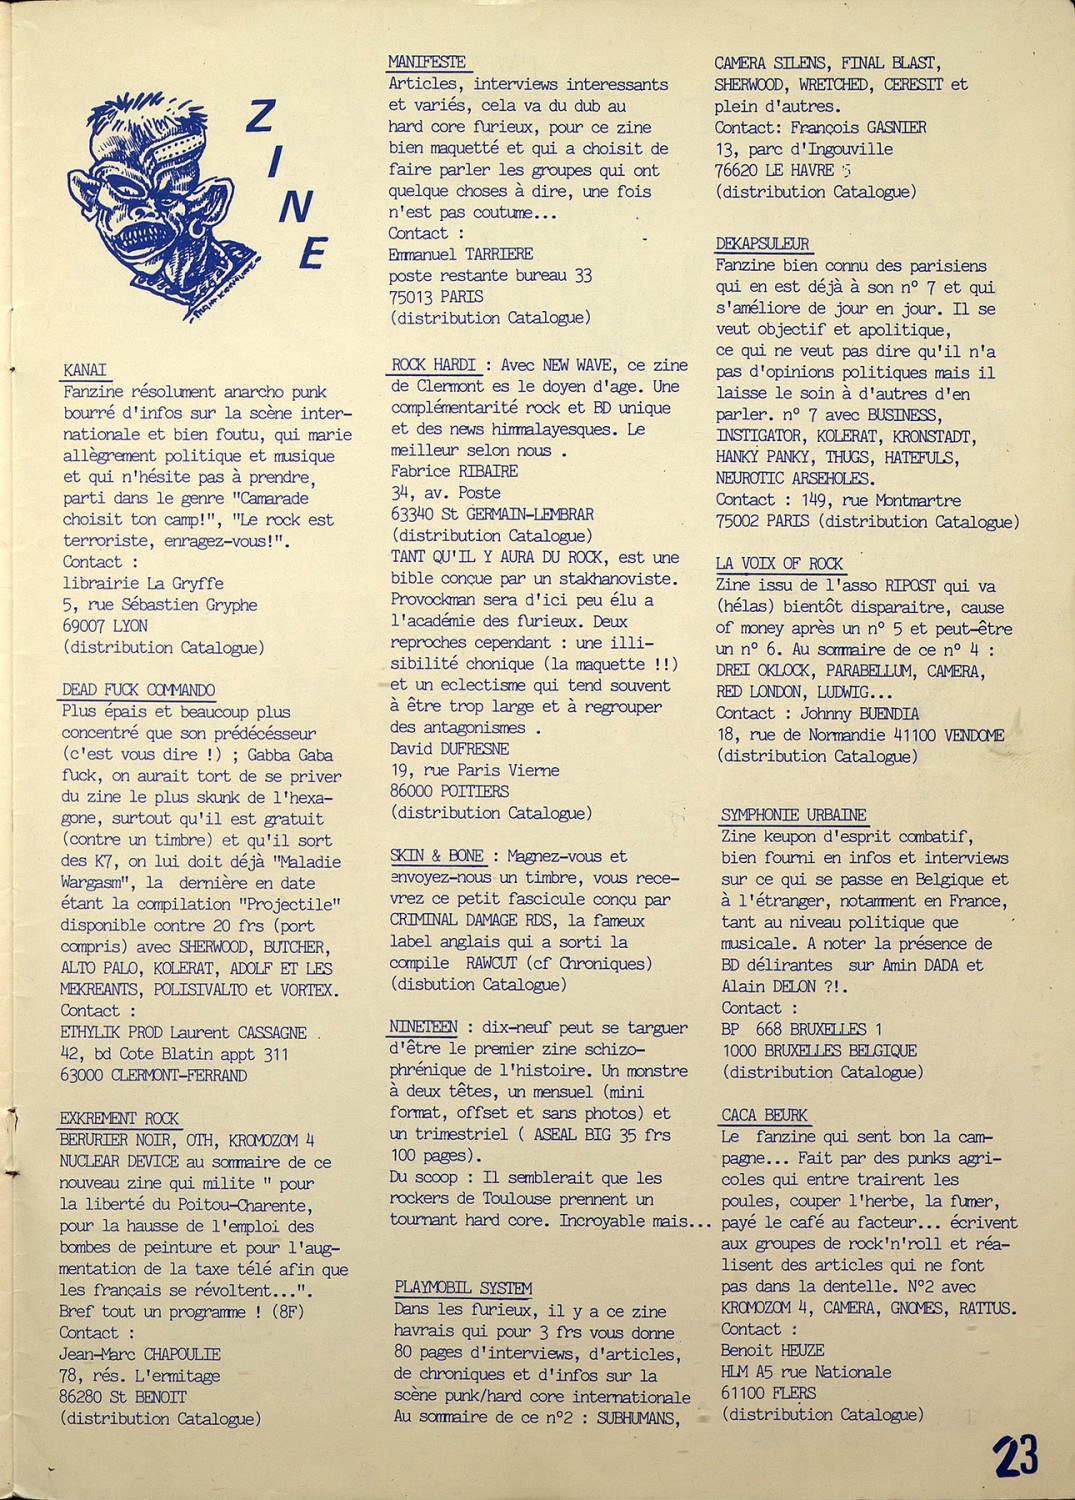 Z
I
N
E
KANAI
Fanzine résolument anarcho punk
bourré d'infos sur la scène inter-
nationale et bien foutu, qui marie
allègrement politique et musique
et qui n'hésite pas à prendre,
parti dans le genre "Camarade
choisit ton camp!", "Le rock est
terroriste, enragez-vous!".
Contact :
librairie La Gryffe
5, rue Sébastien Gryphe
69007 LYON
(distribution Catalogue)
DEAD FUCK COMMANDO
Plus épais et beaucoup plus
concentré que son prédécésseur
(c'est vous dire !) ; Gabba Gaba
fuck, on aurait tort de se priver
du zine le plus skunk de l'hexa-
gone, surtout qu'il est gratuit
(contre un timbre) et qu'il sort
des K7, on lui doit déjà "Maladie
Wargasm", la dernière en date
étant la compilation "Projectile"
disponible contre 20 frs (port
compris) avec SHERWOOD, BUTCHER,
ALTO PALO, KOLERAT, ADOLF ET LES
MEKREANTS, POLISIVALTO et VORTEX.
Contact :
ETHYLIK PROD Laurent CASSAGNE .
42, bd Cote Blatin appt 311
63000 CLERMONT-FERRAND
EXKREMENT ROCK
BERURIER NOIR, OTH, KROMOZOM 4
NUCLEAR DEVICE au sommaire de ce
nouveau zine qui milite " pour
la liberté du Poitou-Charente,
pour la hausse de l'emploi des
bombes de peinture et pour l'aug-
mentation de la taxe télé afin que
les français se révoltent...".
Bref tout un programme ! (8F)
Contact :
Jean-Marc CHAPOULIE
78, rés. L'ermitage
86280 St BENOIT
(distribution Catalogue)
MANIFESTE
Articles, interviews interessants
et variés, cela va du dub au
hard core furieux, pour ce zine
bien maquetté et qui a choisit de
faire parler les groupes qui ont
quelque choses à dire, une fois
n'est pas coutume...
Contact :
Emmanuel TARRIERE
poste restante bureau 33
75013 PARIS
(distribution Catalogue)
ROCK HARDI : Avec NEW WAVE, ce zine
de Clermont es le doyen d'age. Une
complémentarité rock et BD unique
et des news himmalayesques. Le
meilleur selon nous .
Fabrice RIBAIRE
34, av. Poste
63340 St GERMAIN-LEMBRAR
(distribution Catalogue)
TANT QU'IL Y AURA DU ROCK, est une
bible conçue par un stakhanoviste.
Provockman sera d'ici peu élu a
l'académie des furieux. Deux
reproches cependant : une illi-
sibilité chonique (la maquette !!)
et un eclectisme qui tend souvent
à être trop large et à regrouper
des antagonismes .
David DUFRESNE
19, rue Paris Vierne
86000 POITIERS
(distribution Catalogue)
SKIN & BONE : Magnez-vous et
envoyez-nous un timbre, vous rece-
vrez ce petit fascicule conçu par
CRIMINAL DAMAGE RDS, la fameux
label anglais qui a sorti la
compile RAWCUT (cf Chroniques)
(disbution Catalogue)
NINETEEN : dix-neuf peut se targuer
d'être le premier zine schizo-
phrénique de l'histoire. Un monstre
à deux têtes, un mensuel (mini
format, offset et sans photos) et
un trimestriel ( ASEAL BIG 35 frs
100 pages).
Du scoop : Il semblerait que les
rockers de Toulouse prennent un
tournant hard core. Incroyable mais...
PLAYMOBIL SYSTEM
Dans les furieux, il y a ce zine
havrais qui pour 3 frs vous donne
80 pages d'interviews, d'articles,
de chroniques et d'infos sur la
scène punk/hard core internationale
Au sommaire de ce n°2 : SUBHUMANS,
CAMERA SILENS, FINAL BLAST,
SHERWOOD, WRETCHED, CERESIT et
plein d'autres.
Contact: François GASNIER
13, parc d'Ingouville
76620 LE HAVRE
(distribution Catalogue)
DEKAPSULEUR
Fanzine bien connu des parisiens
qui en est déjà à son n° 7 et qui
s'améliore de jour en jour. Il se
veut objectif et apolitique,
ce qui ne veut pas dire qu'il n'a
pas d'opinions politiques mais il
laisse le soin à d'autres d'en
parler. n° 7 avec BUSINESS,
INSTIGATOR, KOLERAT, KRONSTADT,
HANKY PANKY, THUGS, HATEFULS,
NEUROTIC ARSEHOLES.
Contact : 149, rue Montmartre
75002 PARIS (distribution Catalogue)
LA VOIX OF ROCK
Zine issu de l'asso RIPOST qui va
(hélas) bientôt disparaitre, cause
of money après un n° 5 et peut-être
un n° 6. Au sommaire de ce n° 4 :
DREI OKLOCK, PARABELLUM, CAMERA,
RED LONDON, LUDWIG...
Contact : Johnny BUENDIA
18, rue de Normandie 41100 VENDOME
(distribution Catalogue)
SYMPHONIE URBAINE
Zine keupon d'esprit combatif,
bien fourni en infos et interviews
sur ce qui se passe en Belgique et
à l'étranger, notamment en France,
tant au niveau politique que
musicale. A noter la présence de
BD délirantes sur Amin DADA et
Alain DELON ?!.
Contact :
BP 668 BRUXELLES 1
1000 BRUXELLES BELGIQUE
(distribution Catalogue)
CACA BEURK
Le fanzine qui sent bon la cam-
pagne... Fait par des punks agri-
coles qui entre trairent les
poules, couper l'herbe, la fumer,
payé le café au facteur... écrivent
aux groupes de rock'n'roll et réa-
lisent des articles qui ne font
pas dans la dentelle. N°2 avec
KROMOZOM 4, CAMERA, GNOMES, RATTUS.
Contact :
Benoit HEUZE
HLM A5 rue Nationale
61100 FLERS
(distribution Catalogue)
23